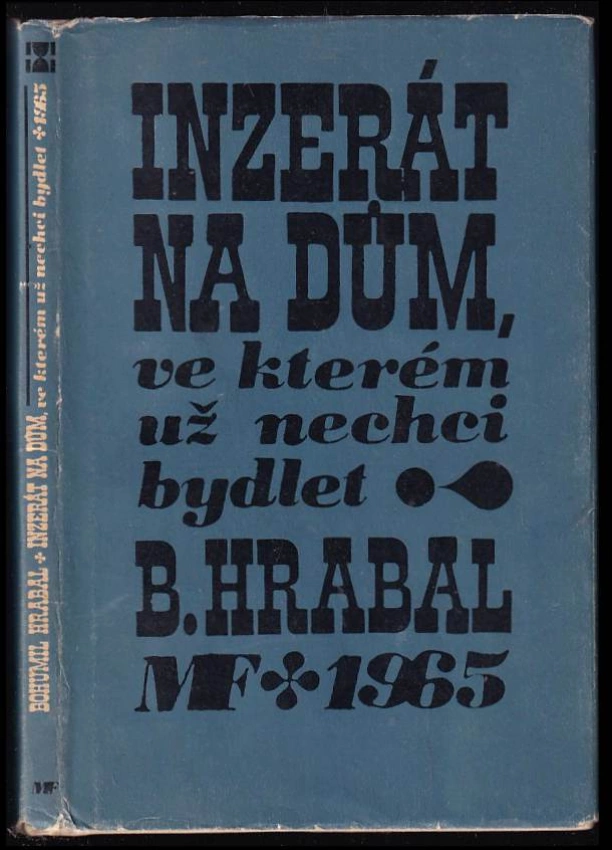 INZERÁT
NA DŮM,
ve kterém
už nechci
bydlet
B. HRABAL
MF 1965
BOHUMIL HRABAL + INZERÁT NA DŮM, ve kterém už nechci bydlet + 1965
MF